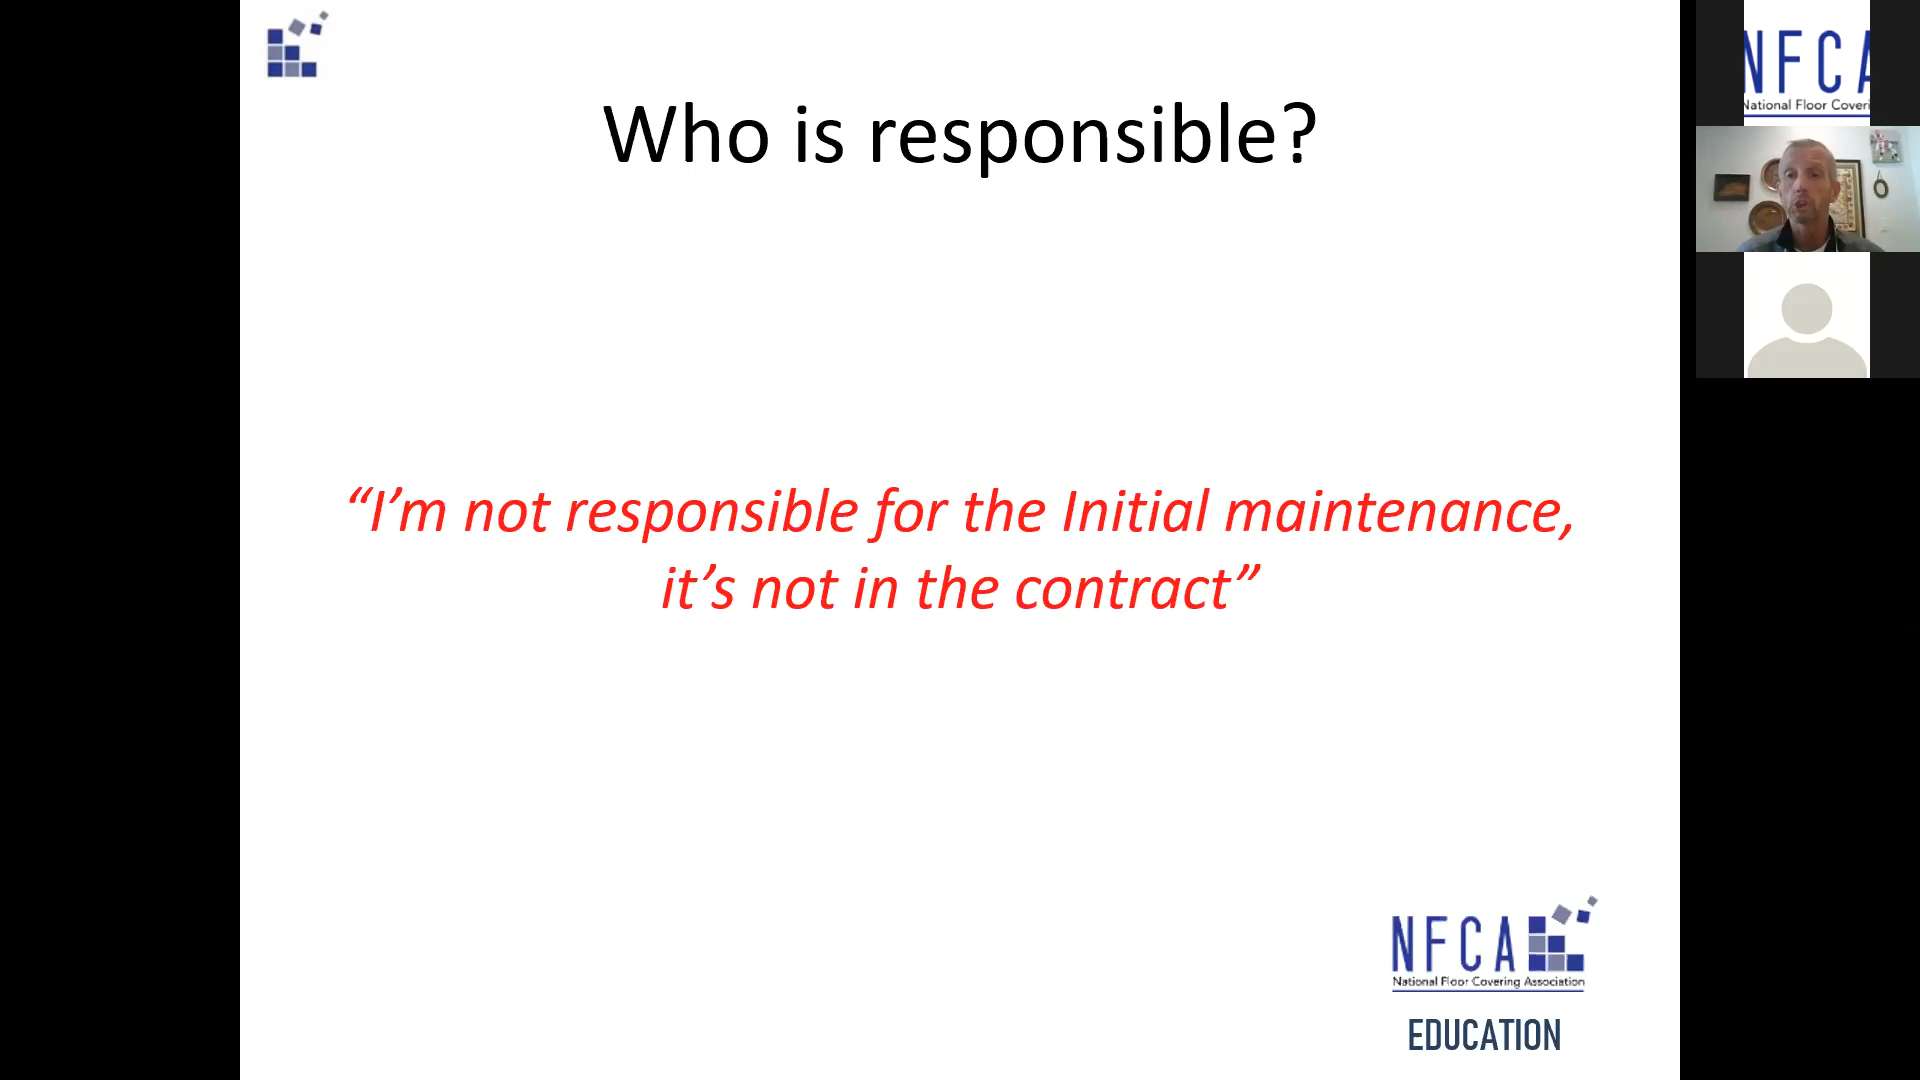 Who is responsible?
“I’m not responsible for the Initial maintenance,
it’s not in the contract”
NFCA
National Floor Covering Association
EDUCATION
NFCA
National Floor Coveri